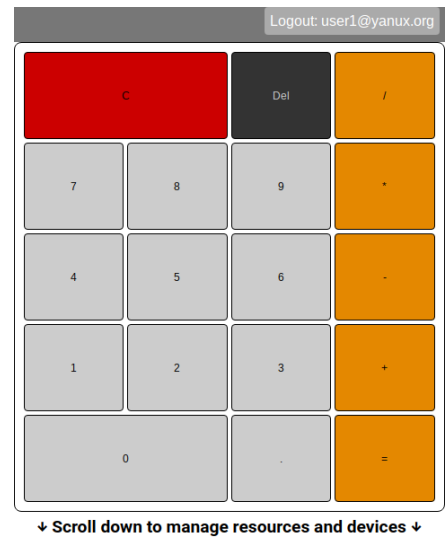 Logout: user1@yanux.org
C Del /
7 8 9 *
4 5 6 -
1 2 3 +
0 . =
↓ Scroll down to manage resources and devices ↓